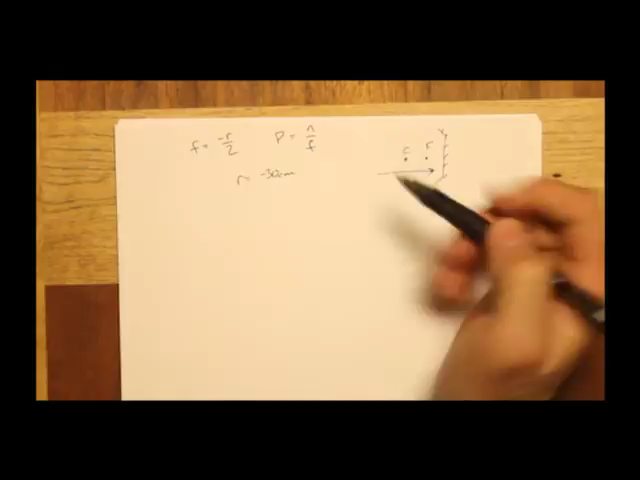 f = -r/2   P = n/f
C   F
r = -30cm